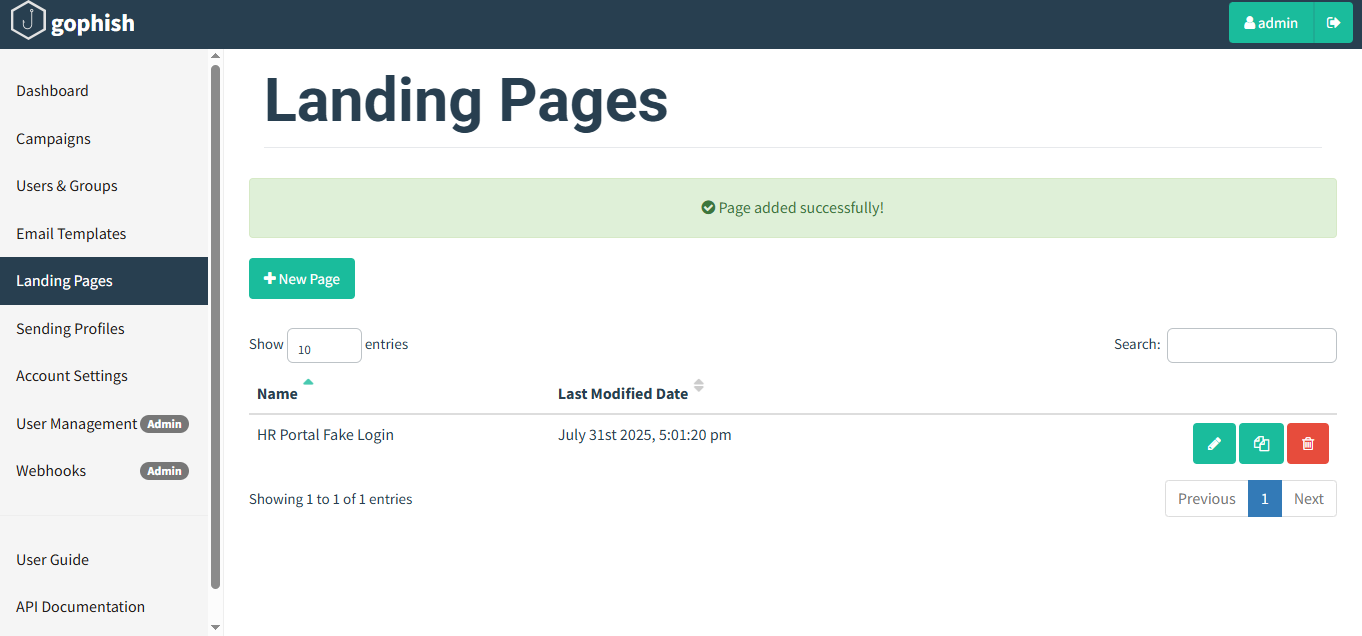 gophish
admin
Dashboard
Campaigns
Users & Groups
Email Templates
Landing Pages
Sending Profiles
Account Settings
User Management Admin
Webhooks Admin
User Guide
API Documentation
Landing Pages
Page added successfully!
New Page
Show 10 entries
Search:
Name Last Modified Date
HR Portal Fake Login July 31st 2025, 5:01:20 pm
Showing 1 to 1 of 1 entries
Previous 1 Next